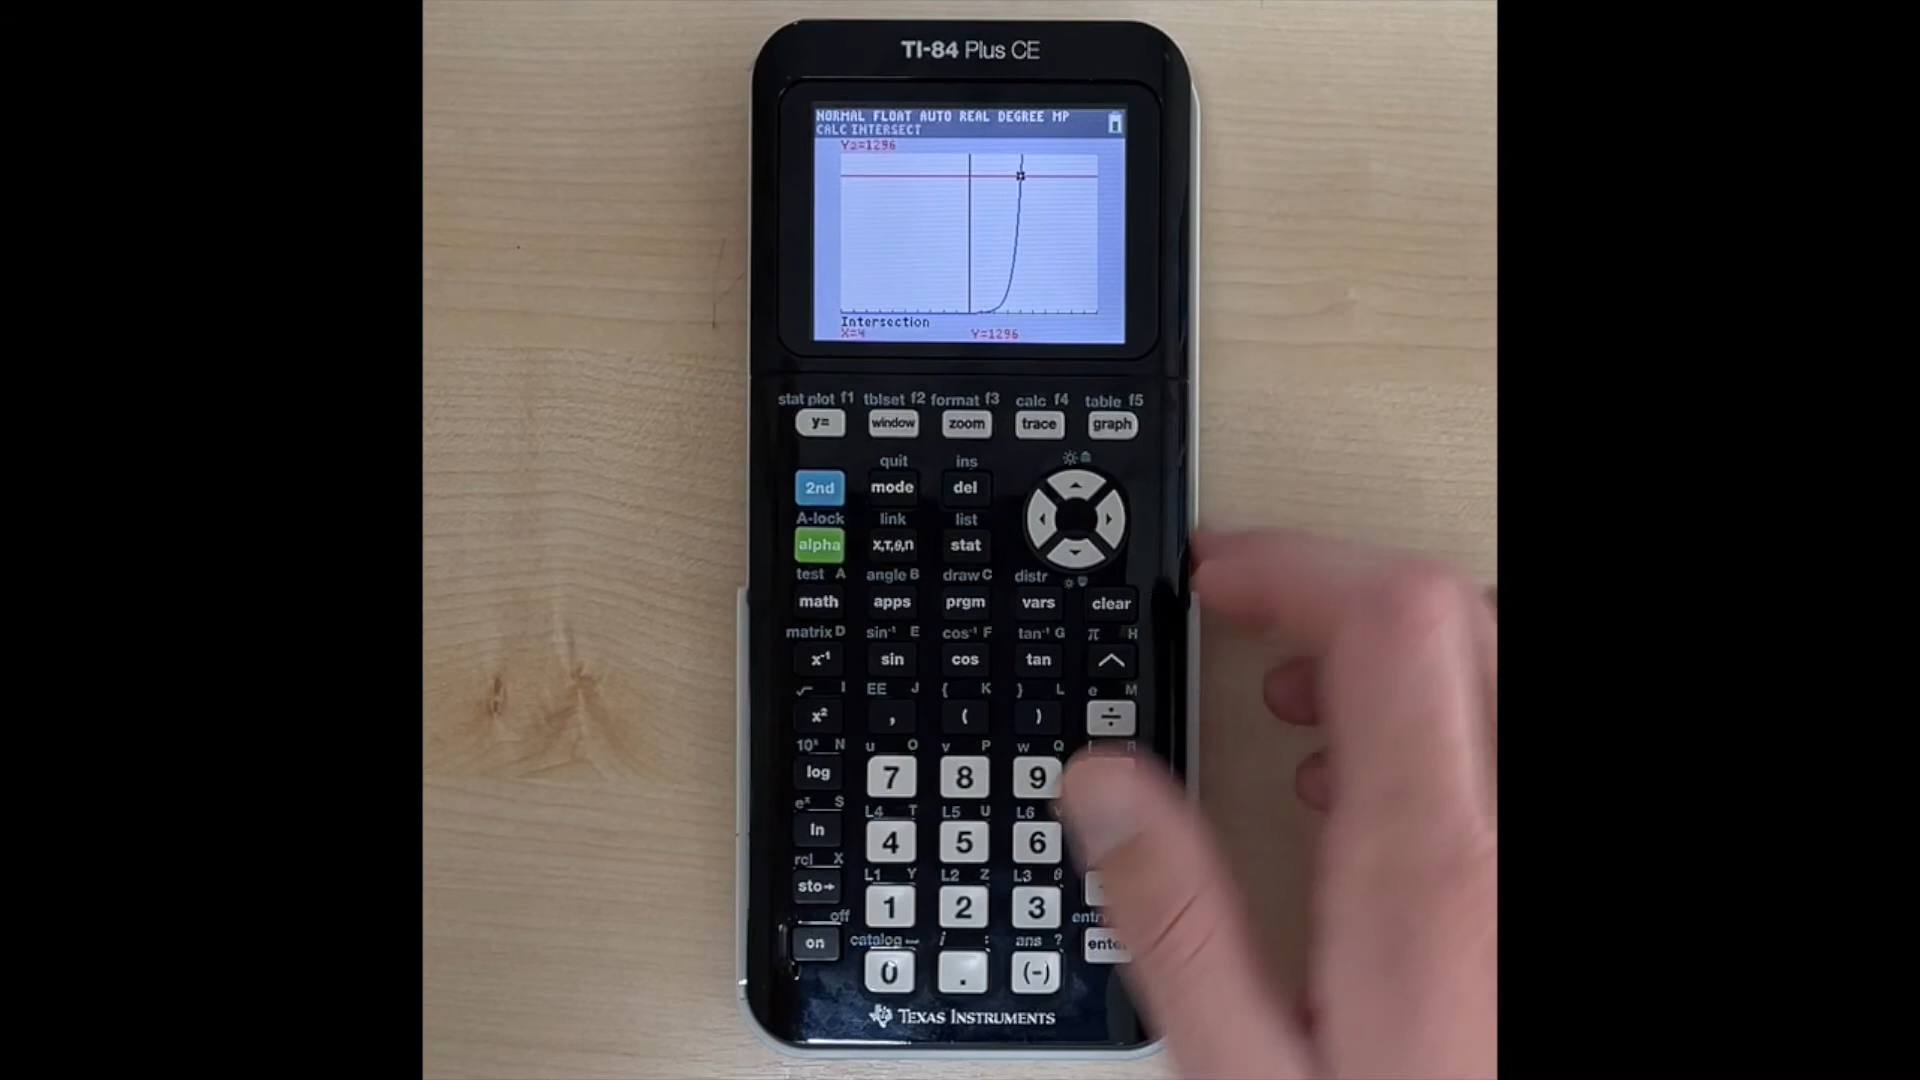 TI-84 Plus CE
NORMAL FLOAT AUTO REAL DEGREE MP
CALC INTERSECT
Y2=1296
Intersection
X=4 Y=1296
stat plot f1 tblset f2 format f3 calc f4 table f5
y= window zoom trace graph
quit ins
2nd mode del
A-lock link list
alpha X,T,θ,n stat
test A angle B draw C distr
math apps prgm vars clear
matrix D sin⁻¹ E cos⁻¹ F tan⁻¹ G π H
x⁻¹ sin cos tan ^
√ I EE J { K } L e M
x² , ( ) ÷
10ˣ N u O v P w Q
log 7 8 9
eˣ S L4 T L5 U L6
ln 4 5 6
rcl X L1 Y L2 Z L3 θ
sto→ 1 2 3
off catalog i : ans ? entry
on 0 . (-) enter
TEXAS INSTRUMENTS